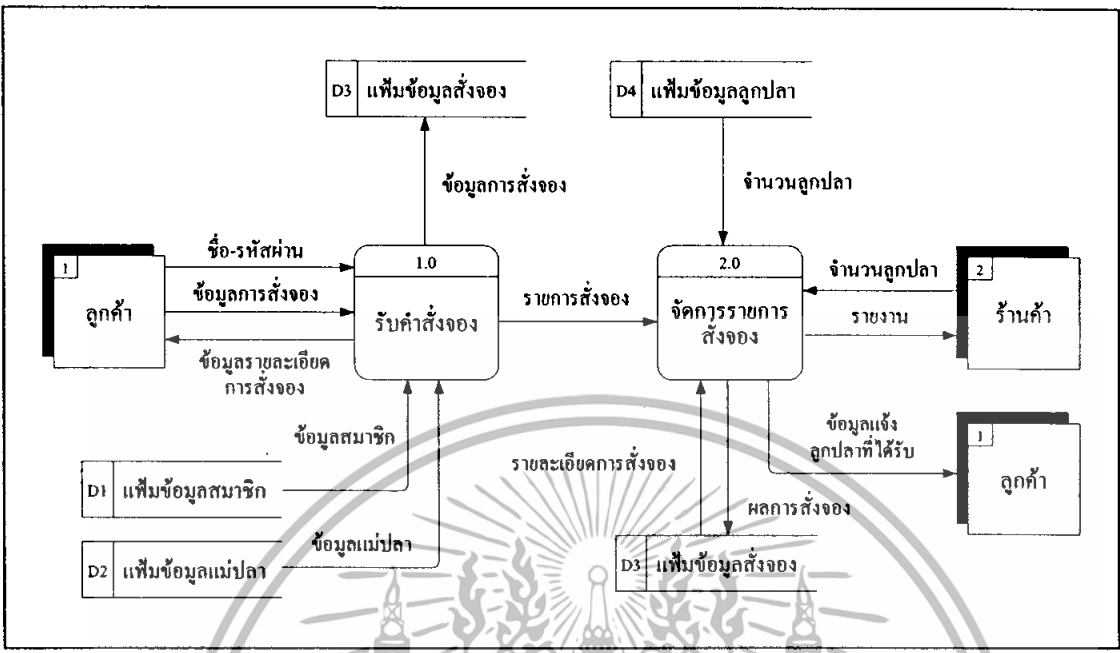 D3 แฟ้มข้อมูลสั่งจอง
D4 แฟ้มข้อมูลลูกปลา
ข้อมูลการสั่งจอง
จำนวนลูกปลา
1
ลูกค้า
ชื่อ-รหัสผ่าน
ข้อมูลการสั่งจอง
ข้อมูลรายละเอียด
การสั่งจอง
1.0
รับคำสั่งจอง
รายการสั่งจอง
2.0
จัดการรายการ
สั่งจอง
จำนวนลูกปลา
รายงาน
2
ร้านค้า
ข้อมูลสมาชิก
D1 แฟ้มข้อมูลสมาชิก
ข้อมูลแม่ปลา
D2 แฟ้มข้อมูลแม่ปลา
รายละเอียดการสั่งจอง
ผลการสั่งจอง
D3 แฟ้มข้อมูลสั่งจอง
ข้อมูลแจ้ง
ลูกปลาที่ได้รับ
1
ลูกค้า